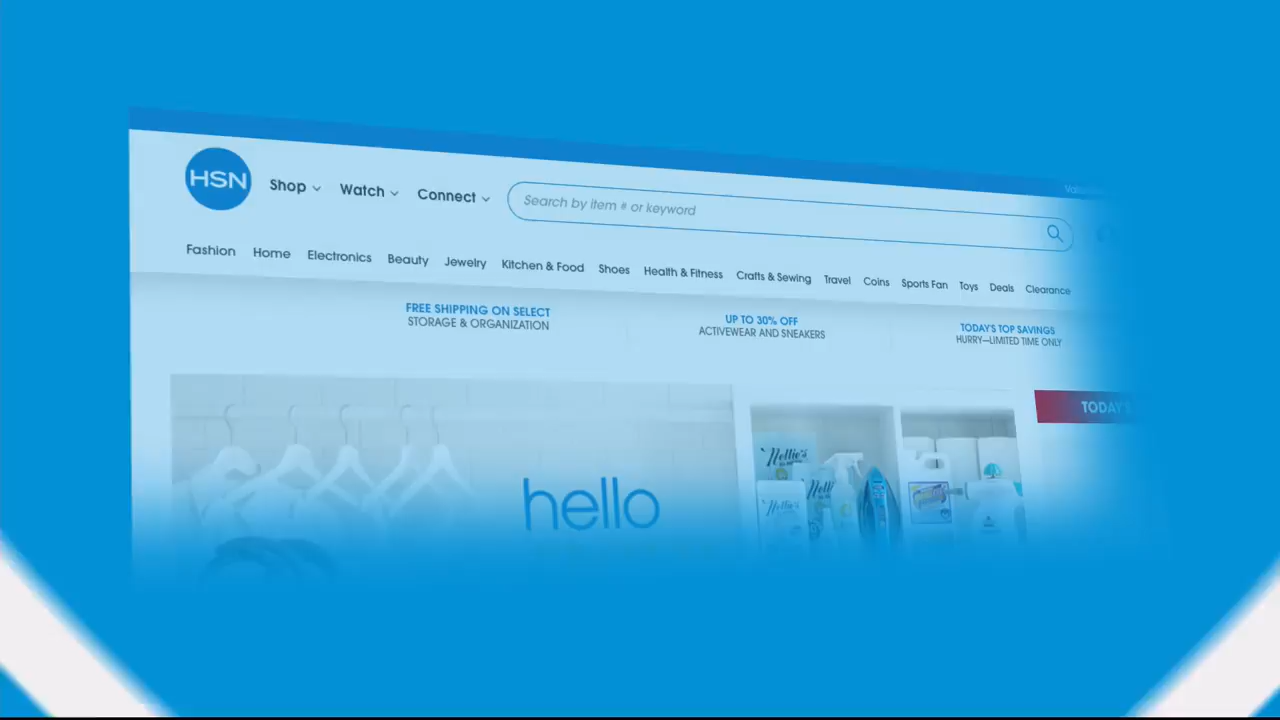 HSN
Shop
Watch
Connect
Search by item # or keyword
Fashion Home Electronics Beauty Jewelry Kitchen & Food Shoes Health & Fitness Crafts & Sewing Travel Coins Sports Fan Toys Deals Clearance
FREE SHIPPING ON SELECT
STORAGE & ORGANIZATION
UP TO 30% OFF
ACTIVEWEAR AND SNEAKERS
TODAY'S TOP SAVINGS
HURRY—LIMITED TIME ONLY
TODAY'S
hello
Nellie's
Nellie's